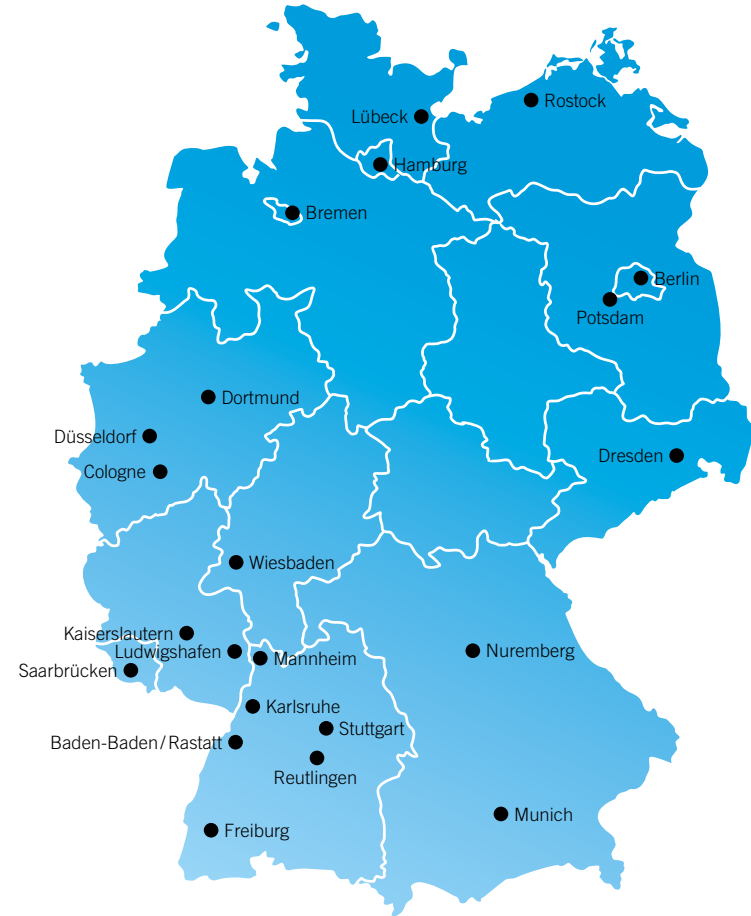 Rostock
Lübeck
Hamburg
Bremen
Berlin
Potsdam
Dortmund
Düsseldorf
Cologne
Dresden
Wiesbaden
Kaiserslautern
Ludwigshafen
Mannheim
Nuremberg
Saarbrücken
Karlsruhe
Stuttgart
Baden-Baden/Rastatt
Reutlingen
Munich
Freiburg